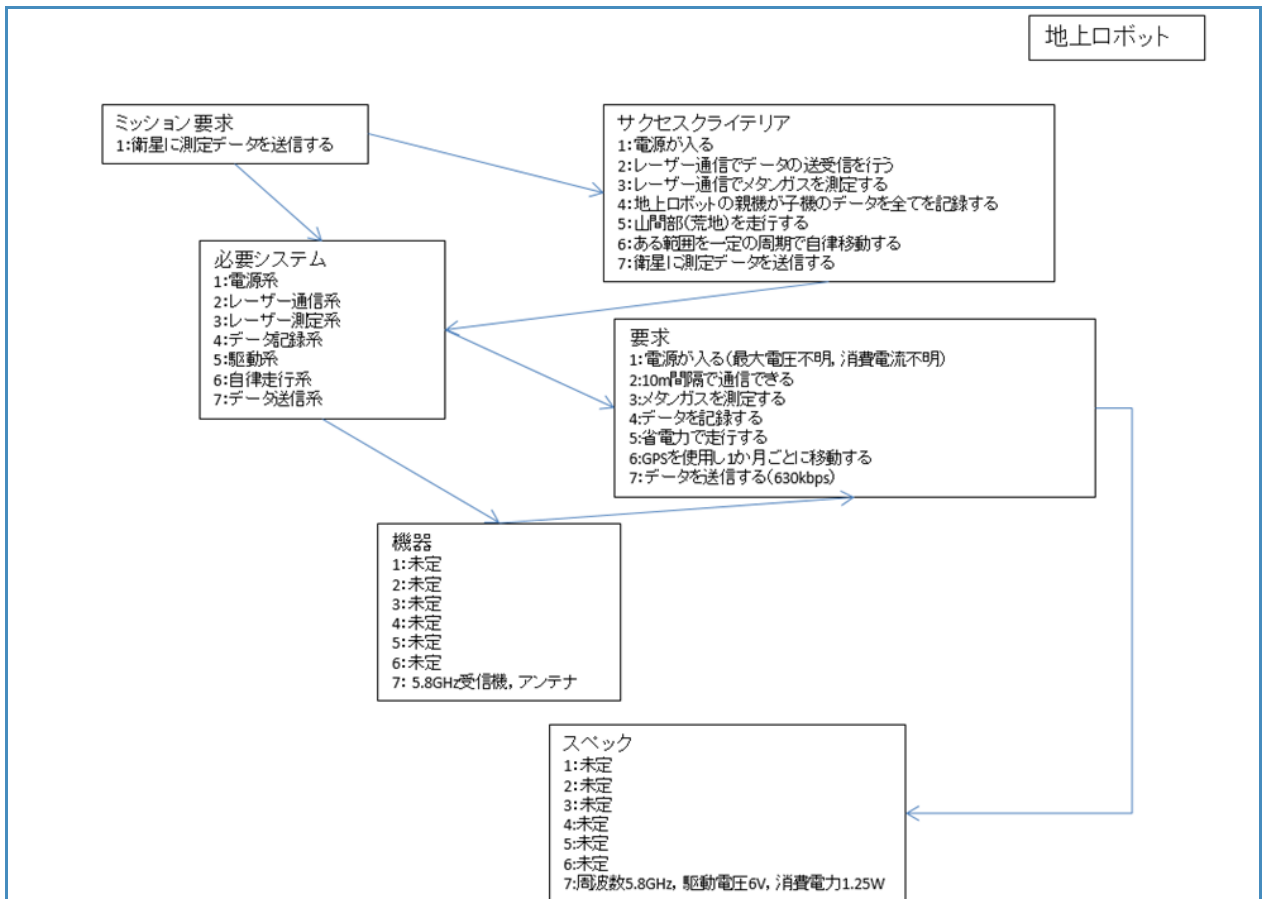 地上ロボット
ミッション要求
1:衛星に測定データを送信する
サクセスクライテリア
1:電源が入る
2:レーザー通信でデータの送受信を行う
3:レーザー通信でメタンガスを測定する
4:地上ロボットの親機が子機のデータを全てを記録する
5:山間部(荒地)を走行する
6:ある範囲を一定の周期で自律移動する
7:衛星に測定データを送信する
必要システム
1:電源系
2:レーザー通信系
3:レーザー測定系
4:データ記録系
5:駆動系
6:自律走行系
7:データ送信系
要求
1:電源が入る(最大電圧不明, 消費電流不明)
2:10m間隔で通信できる
3:メタンガスを測定する
4:データを記録する
5:省電力で走行する
6:GPSを使用し1か月ごとに移動する
7:データを送信する(630kbps)
機器
1:未定
2:未定
3:未定
4:未定
5:未定
6:未定
7: 5.8GHz受信機, アンテナ
スペック
1:未定
2:未定
3:未定
4:未定
5:未定
6:未定
7:周波数5.8GHz, 駆動電圧6V, 消費電力1.25W